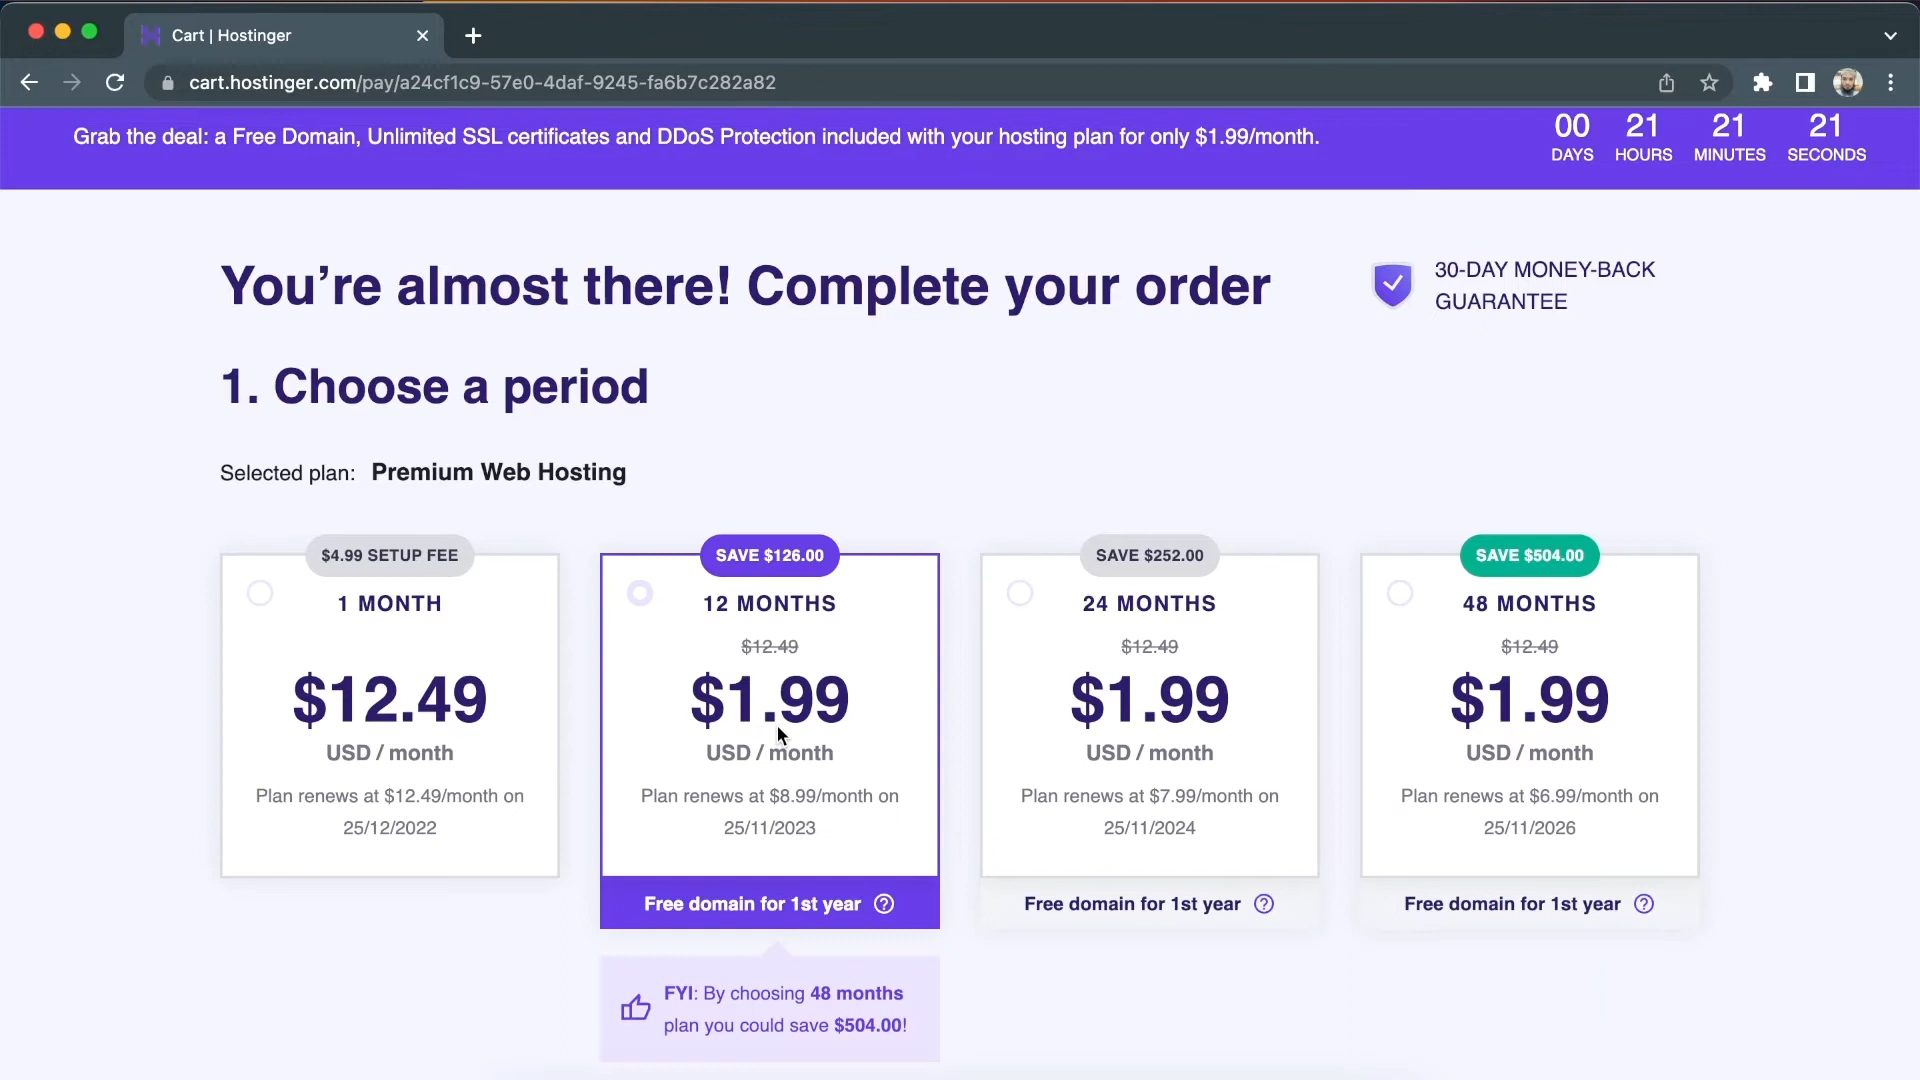 Cart | Hostinger
cart.hostinger.com/pay/a24cf1c9-57e0-4daf-9245-fa6b7c282a82
Grab the deal: a Free Domain, Unlimited SSL certificates and DDoS Protection included with your hosting plan for only $1.99/month.
00 21 21 21
DAYS HOURS MINUTES SECONDS
You’re almost there! Complete your order
30-DAY MONEY-BACK
GUARANTEE
1. Choose a period
Selected plan: Premium Web Hosting
$4.99 SETUP FEE
1 MONTH
$12.49
USD / month
Plan renews at $12.49/month on
25/12/2022
SAVE $126.00
12 MONTHS
$12.49
$1.99
USD / month
Plan renews at $8.99/month on
25/11/2023
Free domain for 1st year
FYI: By choosing 48 months
plan you could save $504.00!
SAVE $252.00
24 MONTHS
$12.49
$1.99
USD / month
Plan renews at $7.99/month on
25/11/2024
Free domain for 1st year
SAVE $504.00
48 MONTHS
$12.49
$1.99
USD / month
Plan renews at $6.99/month on
25/11/2026
Free domain for 1st year